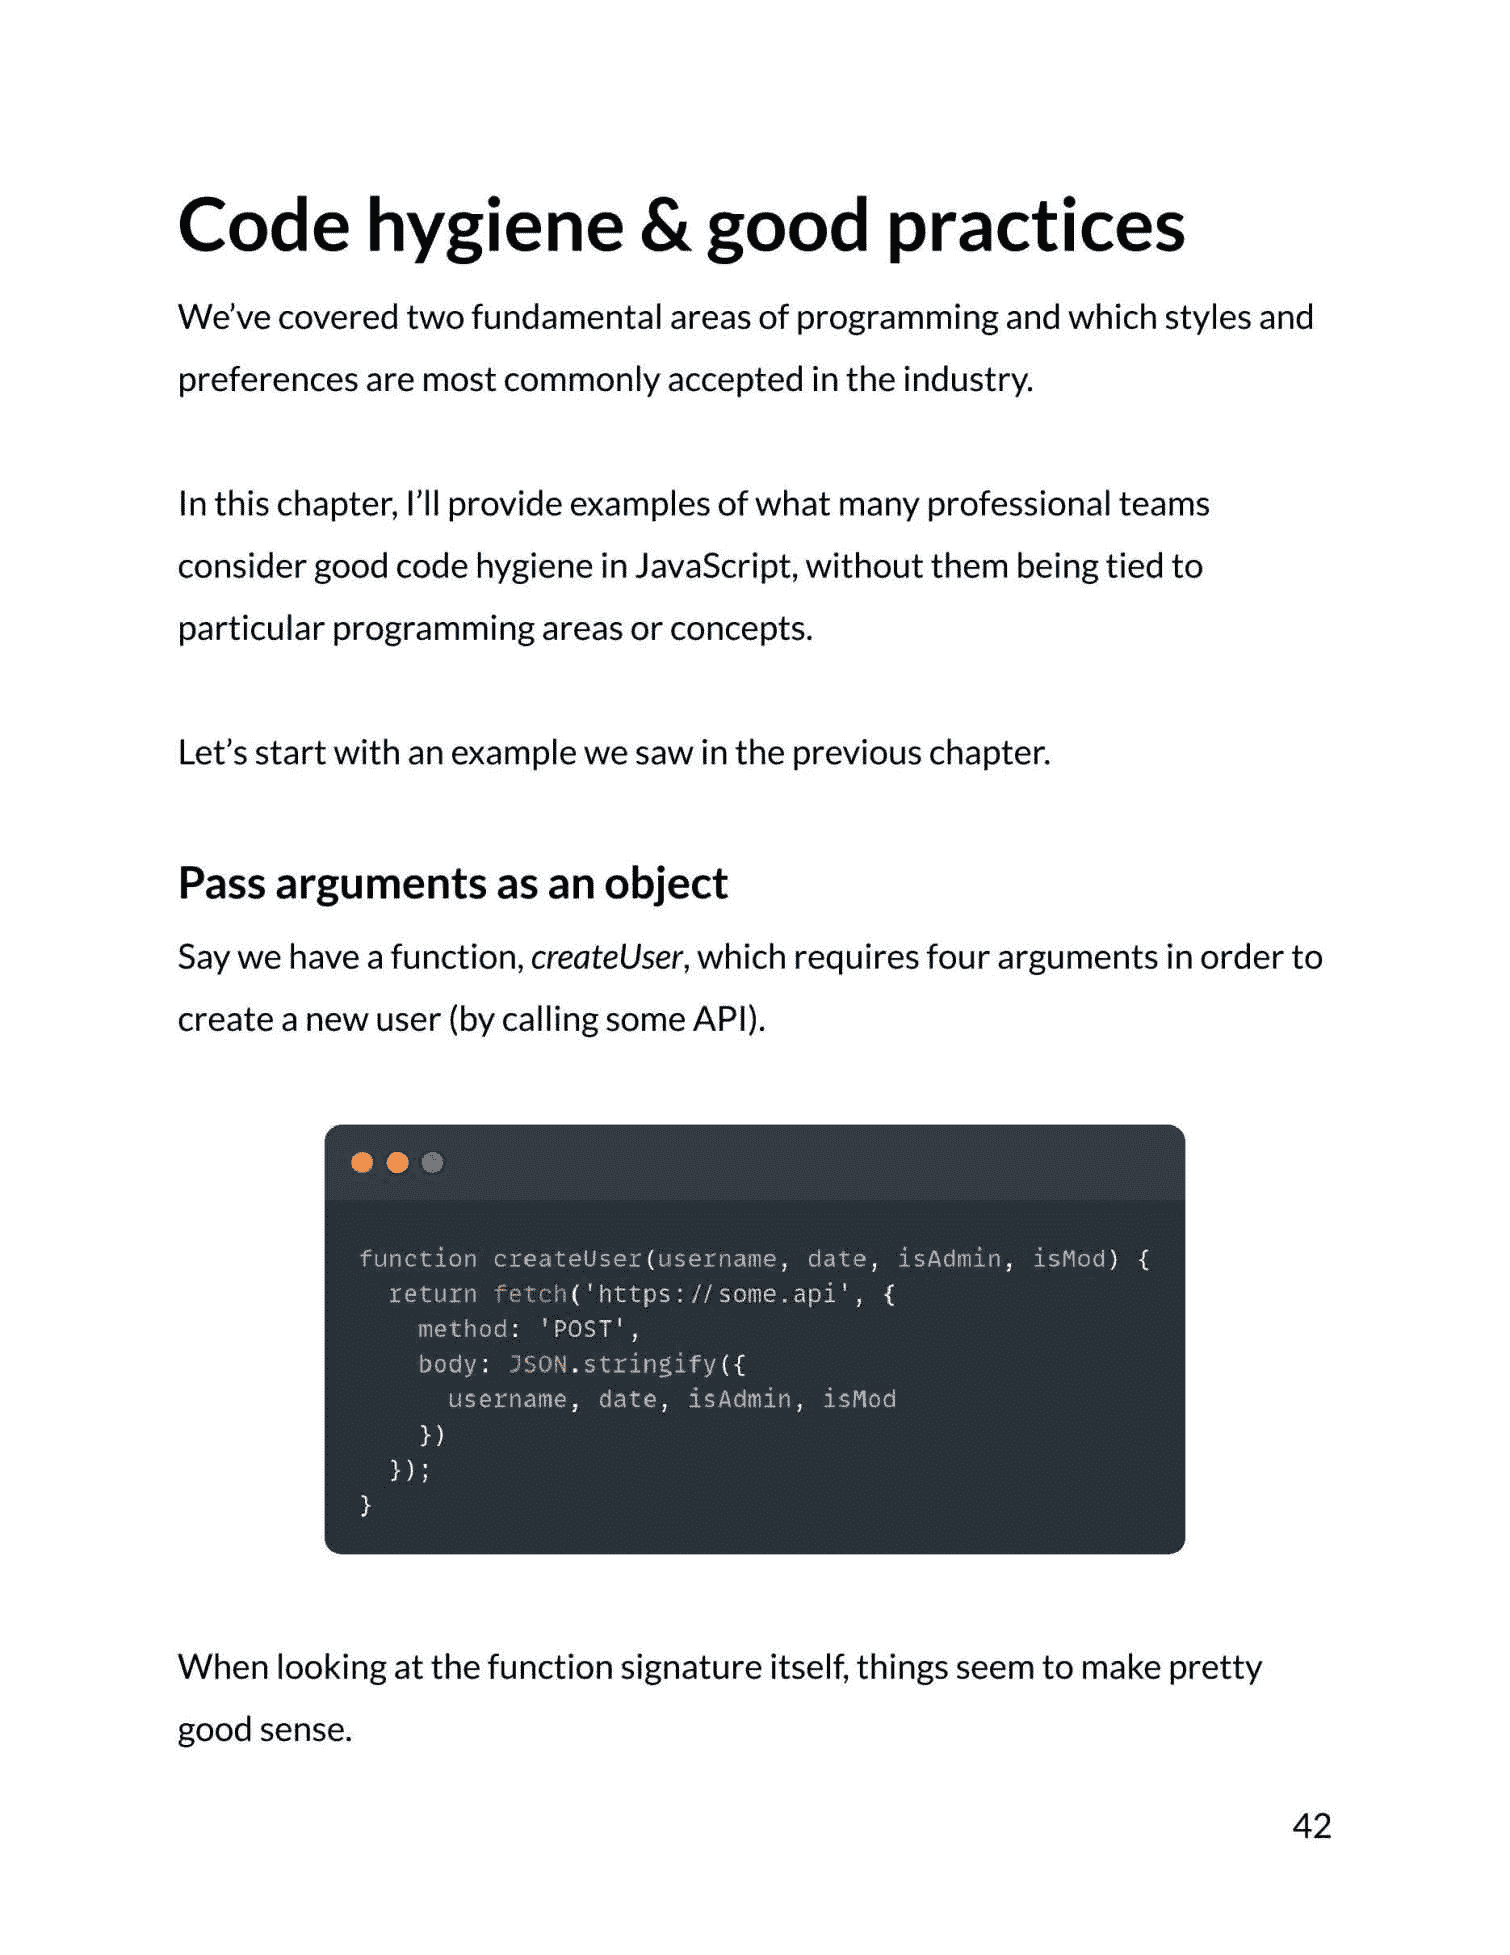 Code hygiene & good practices
We’ve covered two fundamental areas of programming and which styles and
preferences are most commonly accepted in the industry.
In this chapter, I’ll provide examples of what many professional teams
consider good code hygiene in JavaScript, without them being tied to
particular programming areas or concepts.
Let’s start with an example we saw in the previous chapter.
Pass arguments as an object
Say we have a function, createUser, which requires four arguments in order to
create a new user (by calling some API).
function createUser(username, date, isAdmin, isMod) {
  return fetch('https://some.api', {
    method: 'POST',
    body: JSON.stringify({
      username, date, isAdmin, isMod
    })
  });
}
When looking at the function signature itself, things seem to make pretty
good sense.
42